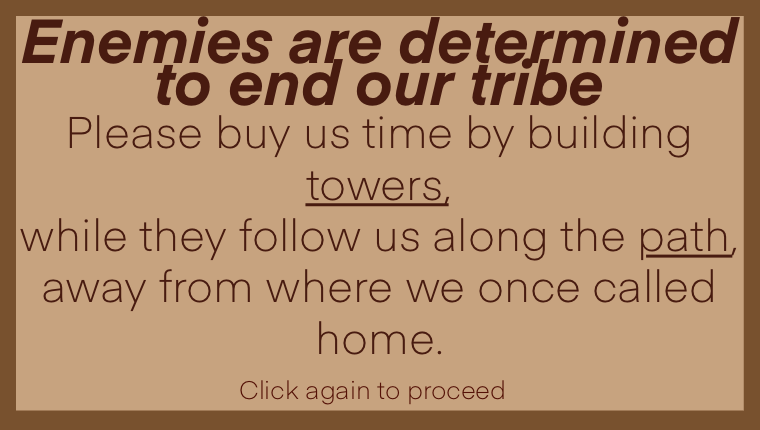 Enemies are determined
to end our tribe
Please buy us time by building
towers,
while they follow us along the path,
away from where we once called
home.
Click again to proceed